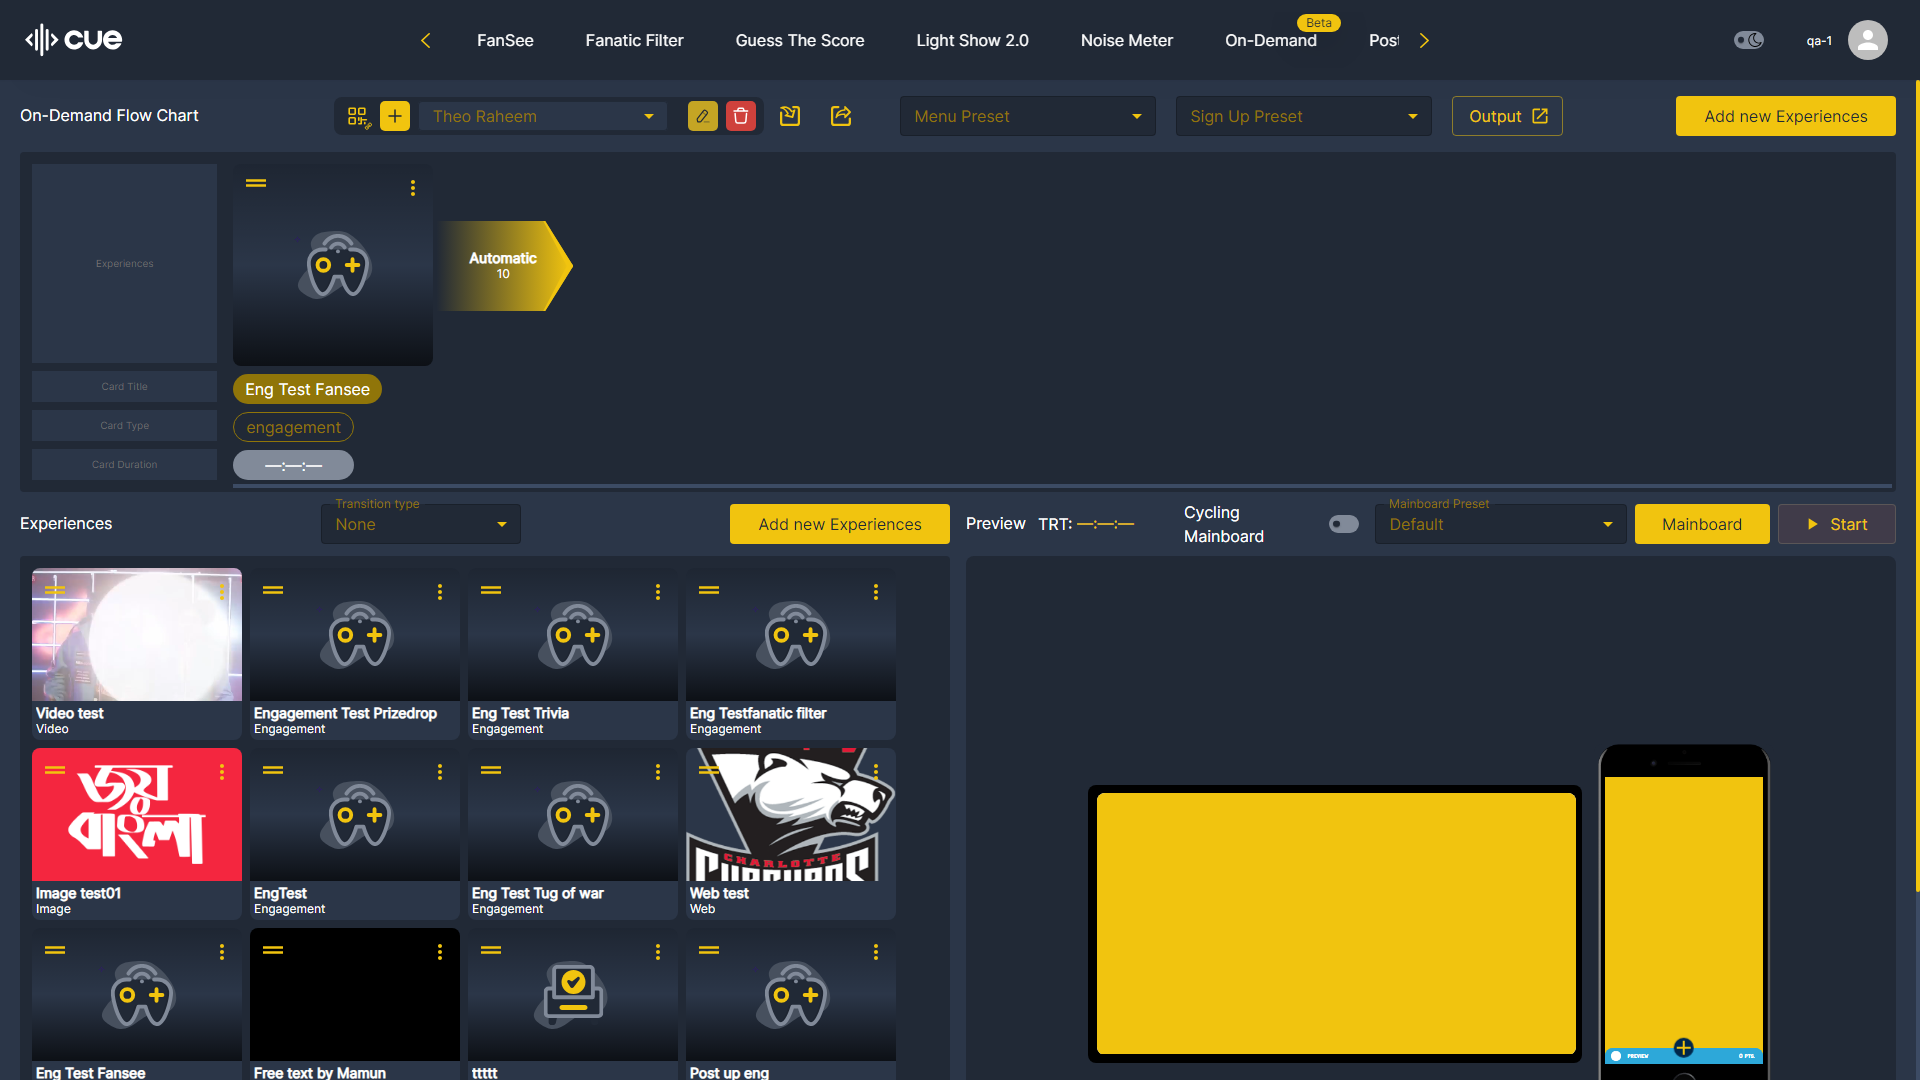 cue
FanSee
Fanatic Filter
Guess The Score
Light Show 2.0
Noise Meter
Beta
On-Demand
Post
qa-1
On-Demand Flow Chart
Theo Raheem
Menu Preset
Sign Up Preset
Output
Add new Experiences
Experiences
Automatic
10
Card Title
Eng Test Fansee
Card Type
engagement
Card Duration
—:—:—
Experiences
Transition type
None
Add new Experiences
Preview
TRT: —:—:—
Cycling
Mainboard
Mainboard Preset
Default
Mainboard
Start
Video test
Video
Engagement Test Prizedrop
Engagement
Eng Test Trivia
Engagement
Eng Testfanatic filter
Engagement
জয়
বাংলা
Image test01
Image
EngTest
Engagement
Eng Test Tug of war
Engagement
CHARLOTTE
Web test
Web
Eng Test Fansee
Free text by Mamun
ttttt
Post up eng
PREVIEW
0 PTS.